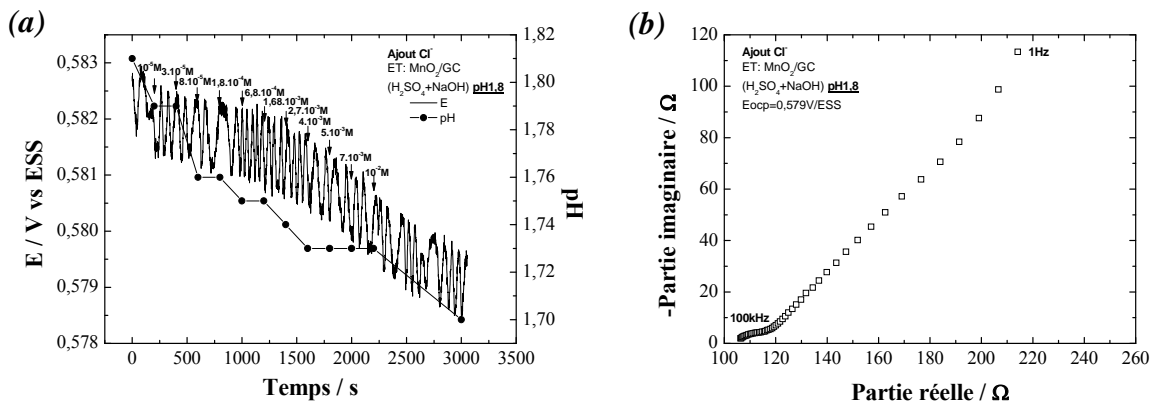 (a)
Ajout Cl⁻
ET: MnO₂/GC
(H₂SO₄+NaOH) pH1.8
E
pH
10⁻⁵M
3.10⁻⁵M
8.10⁻⁵M
1,8.10⁻⁴M
6,8.10⁻⁴M
1,68.10⁻³M
2,7.10⁻³M
4.10⁻³M
5.10⁻³M
7.10⁻³M
10⁻²M
0,583
0,582
0,581
0,580
0,579
0,578
E / V vs ESS
1,82
1,80
1,79
1,77
1,76
1,74
1,73
1,72
1,70
pH
0 500 1000 1500 2000 2500 3000 3500
Temps / s
(b)
Ajout Cl⁻
ET: MnO₂/GC
(H₂SO₄+NaOH) pH1.8
Eocp=0,579V/ESS
1Hz
100kHz
120
100
80
60
40
20
0
-Partie imaginaire / Ω
100 120 140 160 180 200 220 240 260
Partie réelle / Ω